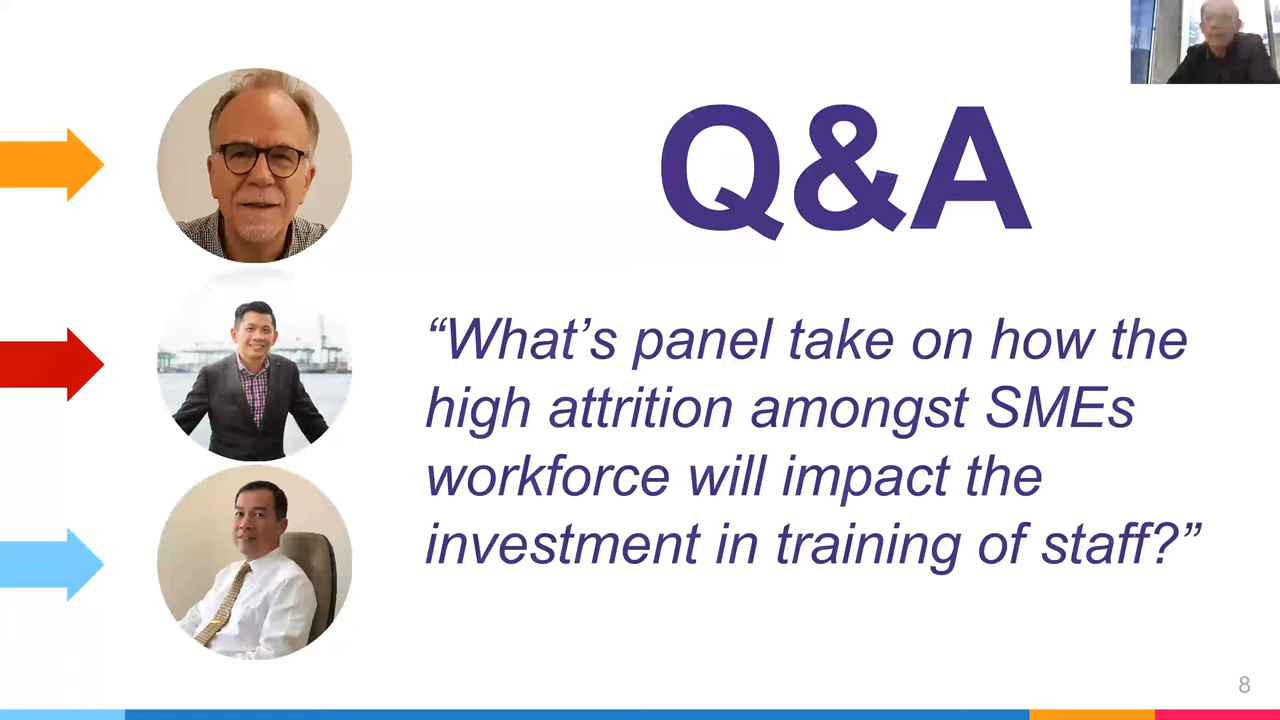 Q&A
“What’s panel take on how the
high attrition amongst SMEs
workforce will impact the
investment in training of staff?”
8